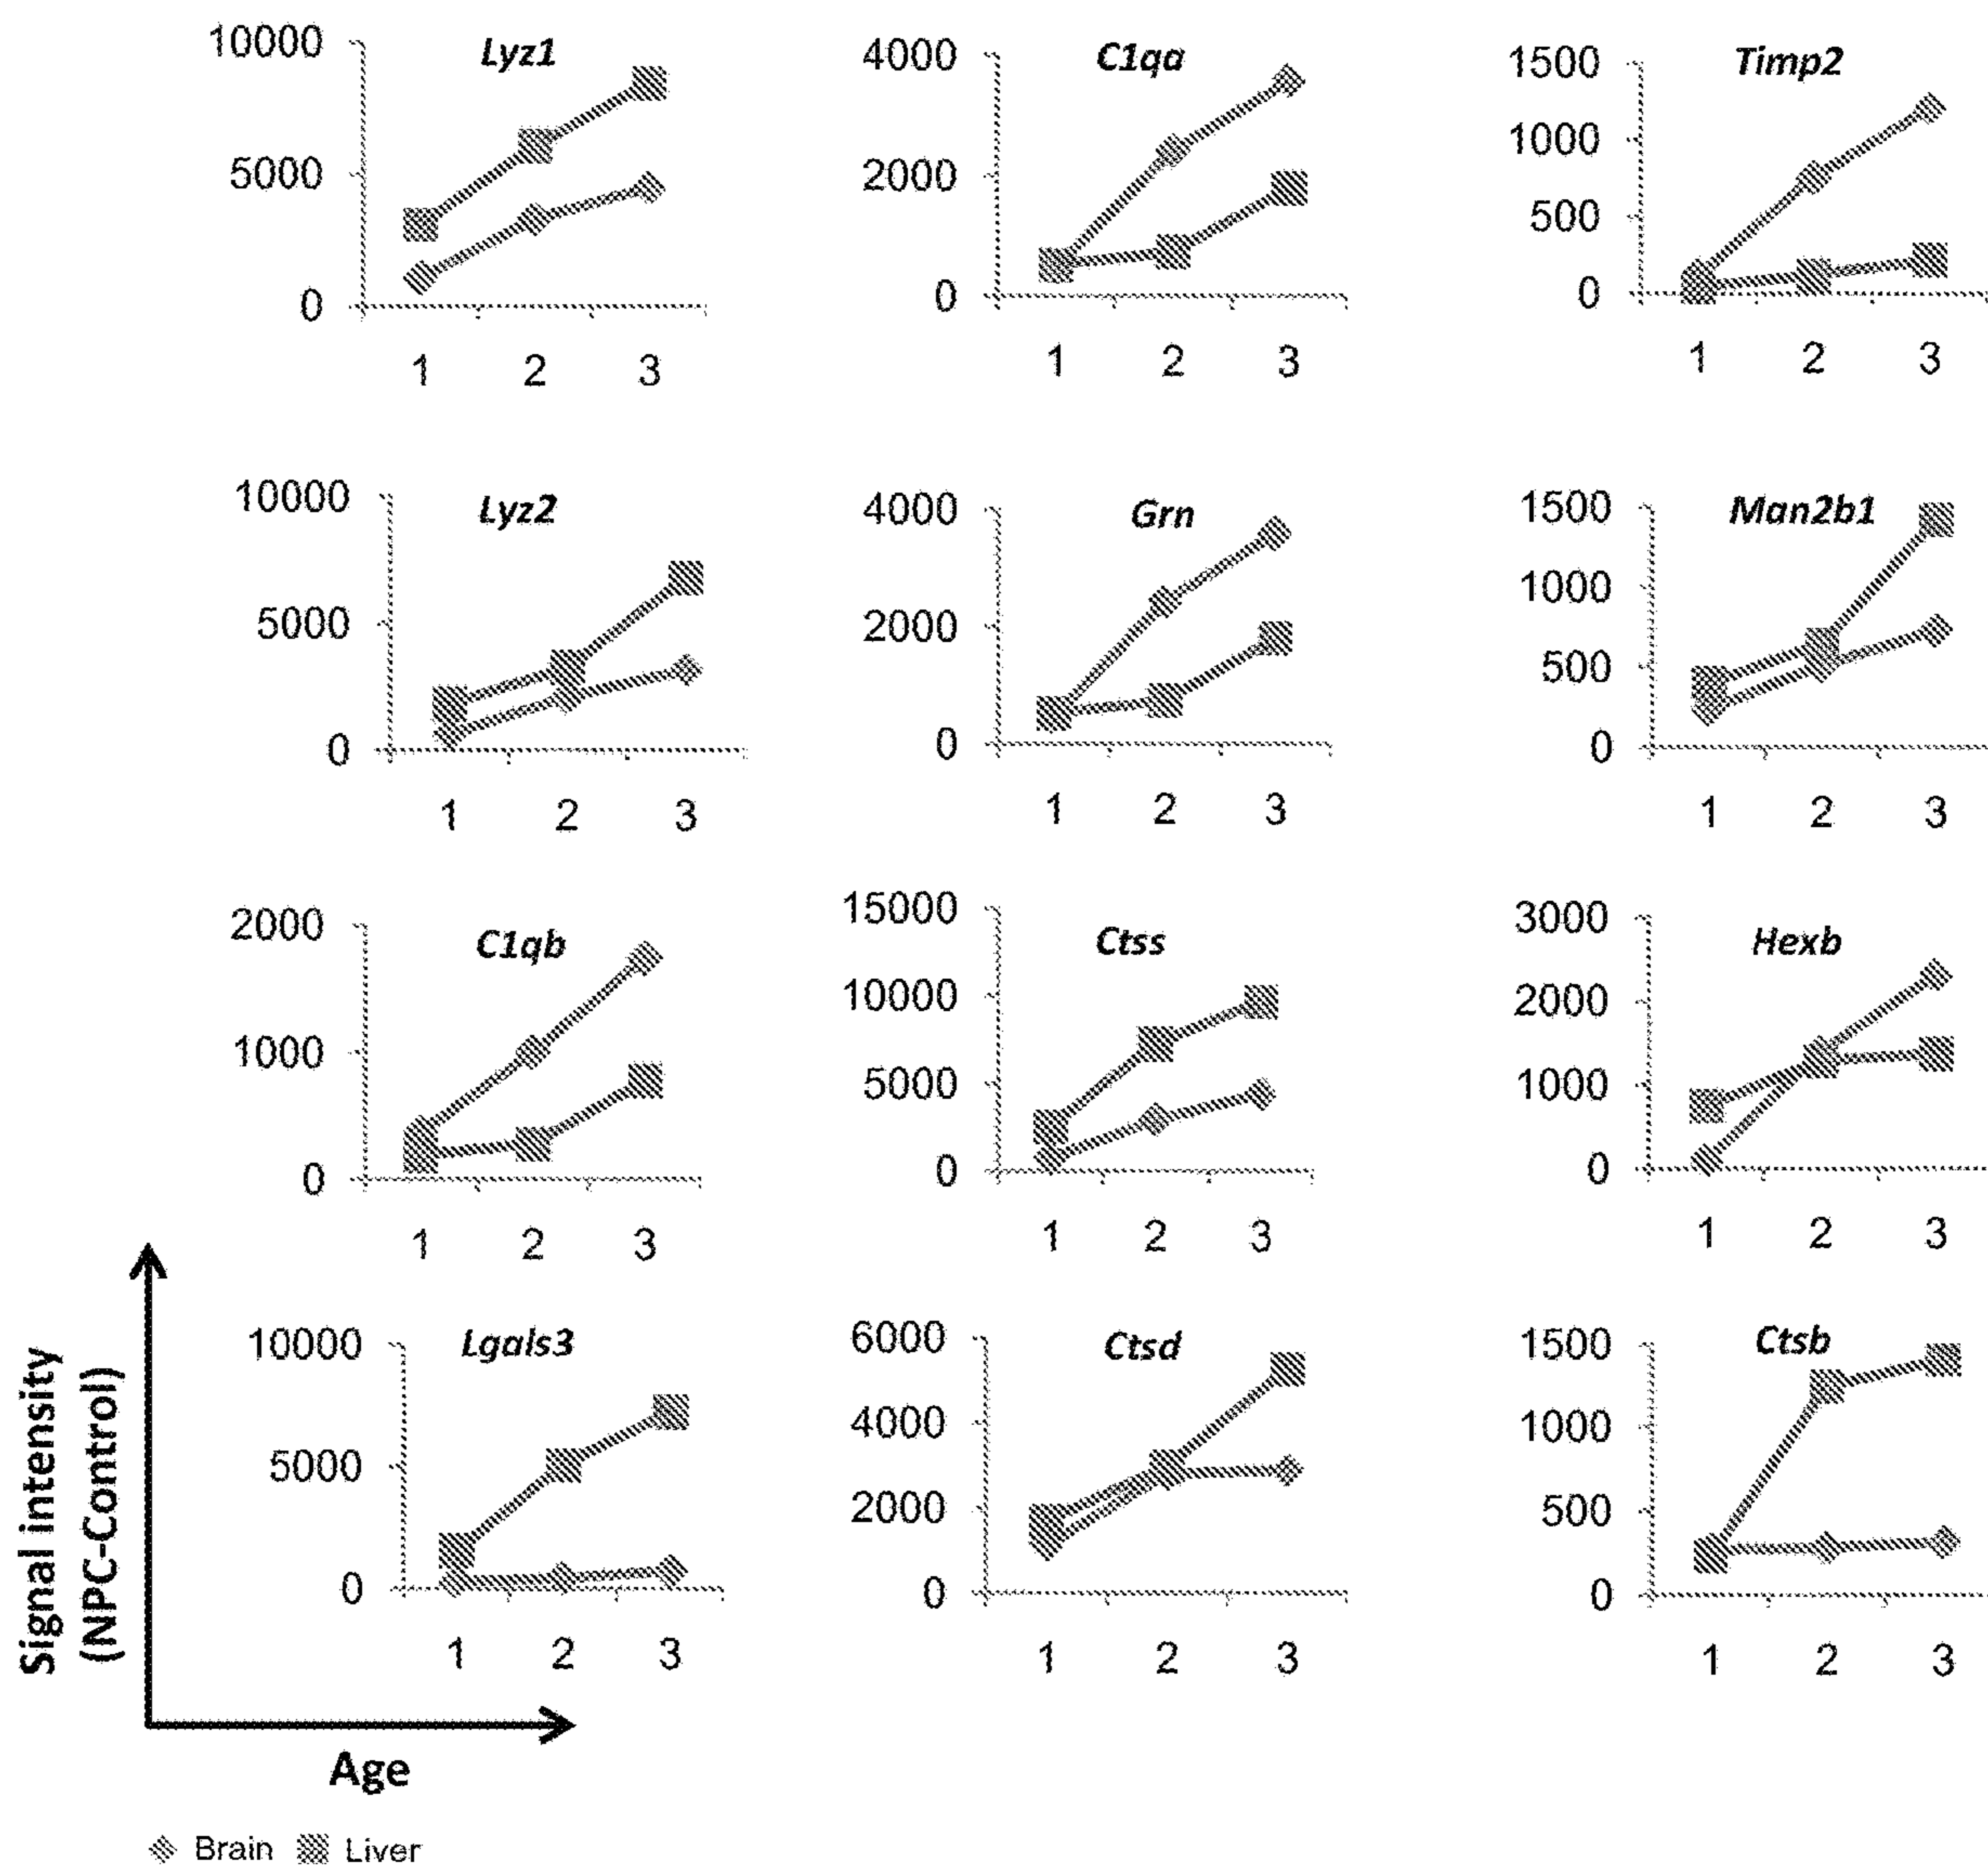 Lyz1
10000
5000
0
1 2 3
C1qa
4000
2000
0
1 2 3
Timp2
1500
1000
500
0
1 2 3
Lyz2
10000
5000
0
1 2 3
Grn
4000
2000
0
1 2 3
Man2b1
1500
1000
500
0
1 2 3
C1qb
2000
1000
0
1 2 3
Ctss
15000
10000
5000
0
1 2 3
Hexb
3000
2000
1000
0
1 2 3
Lgals3
10000
5000
0
1 2 3
Ctsd
6000
4000
2000
0
1 2 3
Ctsb
1500
1000
500
0
1 2 3
Signal intensity
(NPC-Control)
Age
Brain Liver